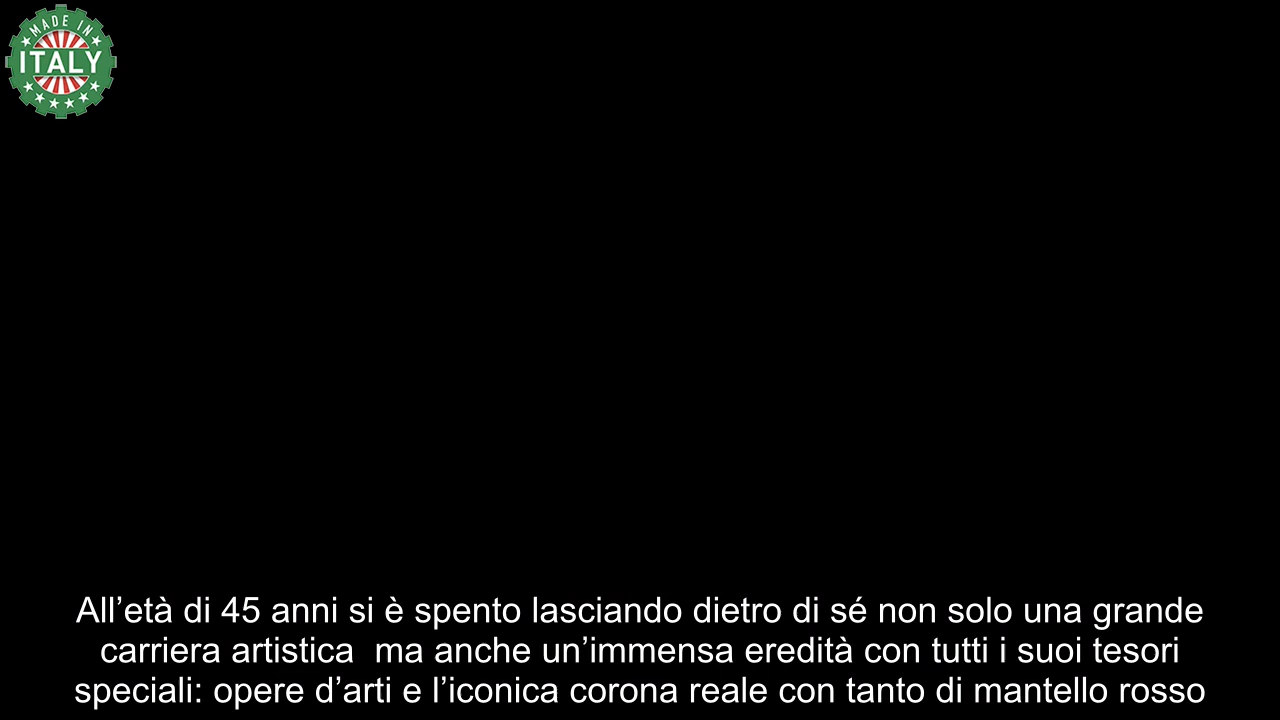 MADE IN
ITALY
All’età di 45 anni si è spento lasciando dietro di sé non solo una grande
carriera artistica  ma anche un’immensa eredità con tutti i suoi tesori
speciali: opere d’arti e l’iconica corona reale con tanto di mantello rosso